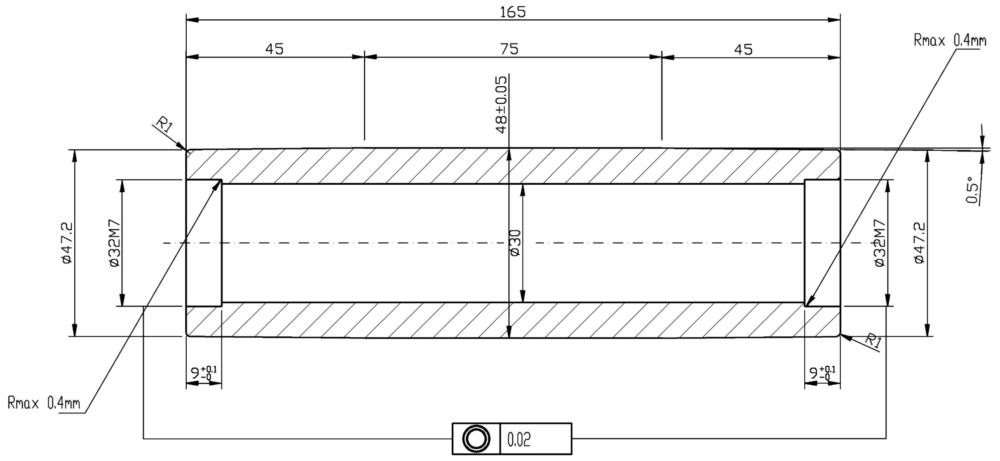 165
45
75
45
Rmax 0.4mm
48±0.05
R1
0.5°
ø47.2
ø32M7
ø30
ø32M7
ø47.2
R1
9 +0.1 -0
9 +0.1 -0
Rmax 0.4mm
◎ 0.02